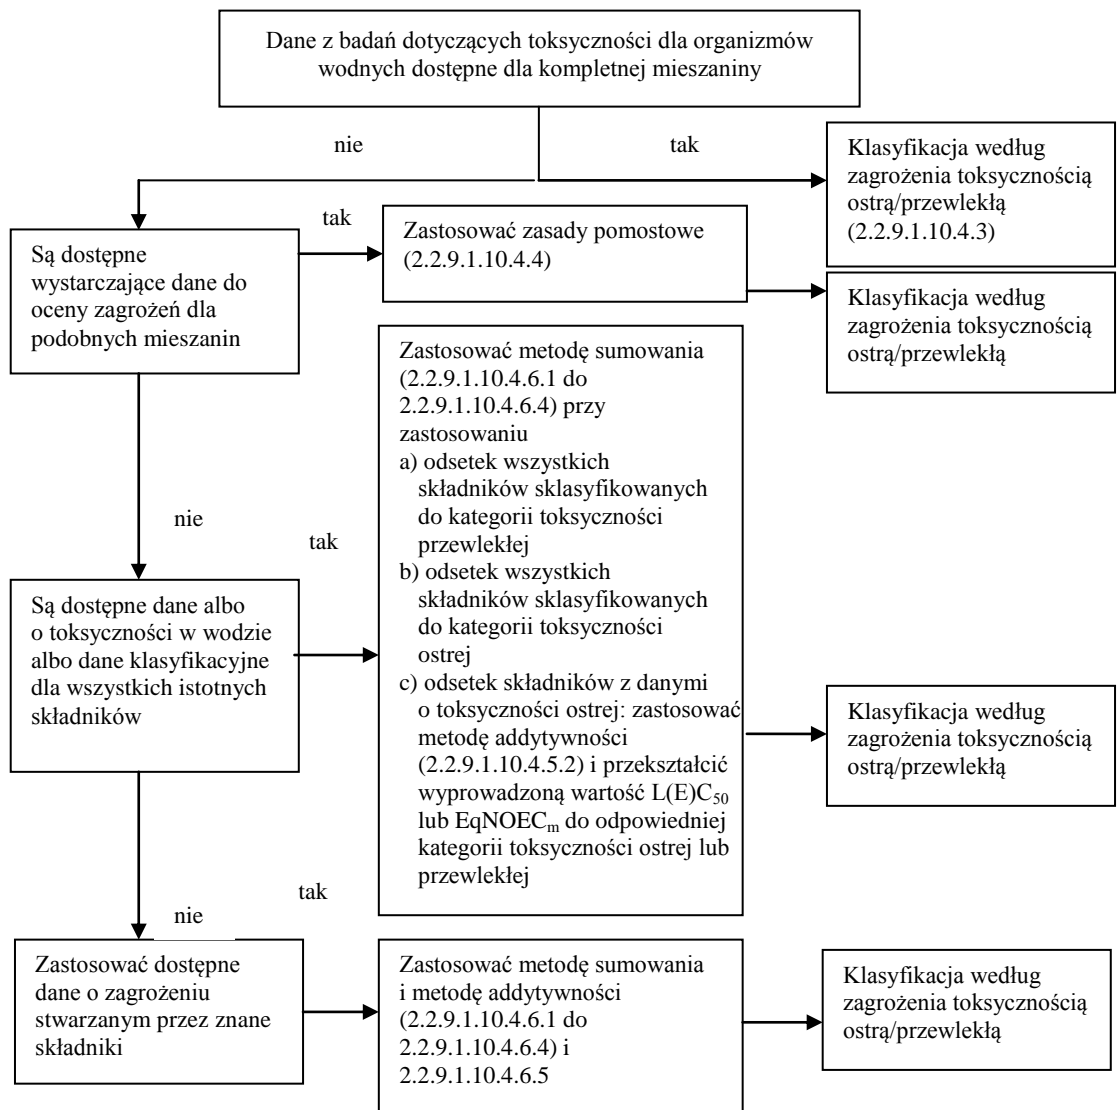 Dane z badań dotyczących toksyczności dla organizmów
wodnych dostępne dla kompletnej mieszaniny
nie
tak
Klasyfikacja według
zagrożenia toksycznością
ostrą/przewlekłą
(2.2.9.1.10.4.3)
Są dostępne
wystarczające dane do
oceny zagrożeń dla
podobnych mieszanin
tak
Zastosować zasady pomostowe
(2.2.9.1.10.4.4)
Klasyfikacja według
zagrożenia toksycznością
ostrą/przewlekłą
nie
tak
Są dostępne dane albo
o toksyczności w wodzie
albo dane klasyfikacyjne
dla wszystkich istotnych
składników
Zastosować metodę sumowania
(2.2.9.1.10.4.6.1 do
2.2.9.1.10.4.6.4) przy
zastosowaniu
a) odsetek wszystkich
składników sklasyfikowanych
do kategorii toksyczności
przewlekłej
b) odsetek wszystkich
składników sklasyfikowanych
do kategorii toksyczności
ostrej
c) odsetek składników z danymi
o toksyczności ostrej: zastosować
metodę addytywności
(2.2.9.1.10.4.5.2) i przekształcić
wyprowadzoną wartość L(E)C₅₀
lub EqNOECₘ do odpowiedniej
kategorii toksyczności ostrej lub
przewlekłej
Klasyfikacja według
zagrożenia toksycznością
ostrą/przewlekłą
nie
tak
Zastosować dostępne
dane o zagrożeniu
stwarzanym przez znane
składniki
Zastosować metodę sumowania
i metodę addytywności
(2.2.9.1.10.4.6.1 do
2.2.9.1.10.4.6.4) i
2.2.9.1.10.4.6.5
Klasyfikacja według
zagrożenia toksycznością
ostrą/przewlekłą